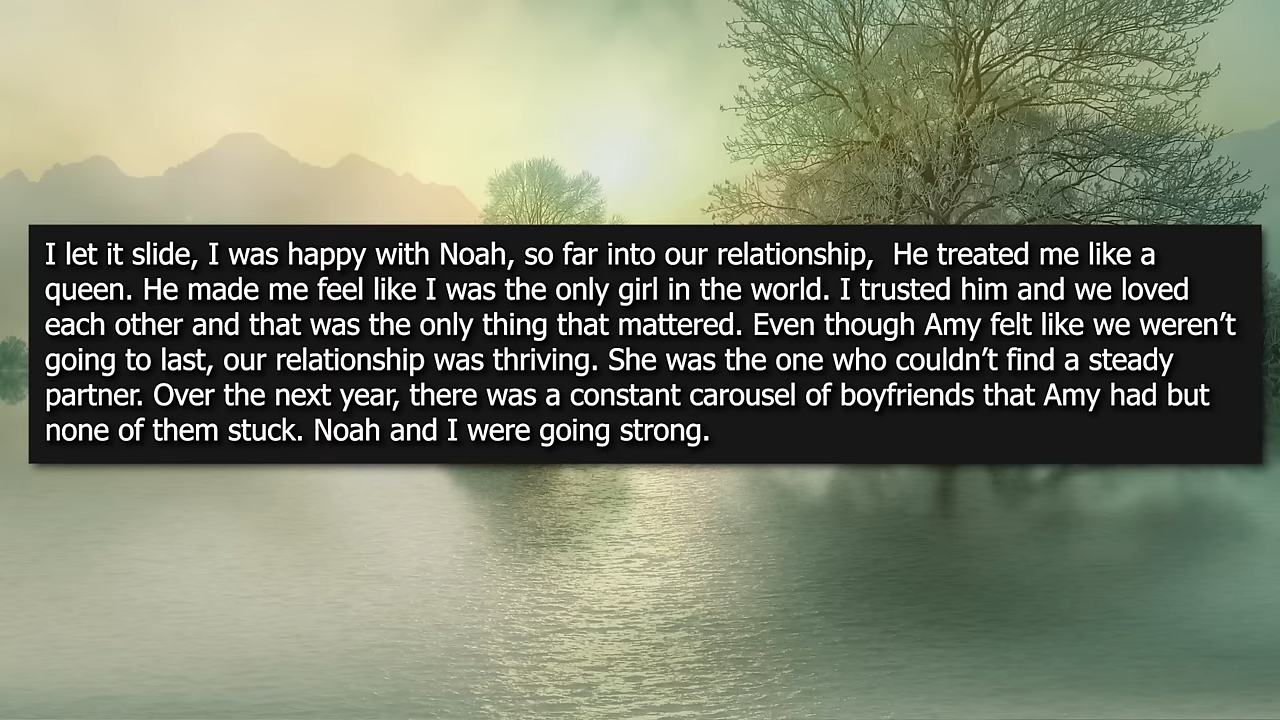 I let it slide, I was happy with Noah, so far into our relationship,  He treated me like a
queen. He made me feel like I was the only girl in the world. I trusted him and we loved
each other and that was the only thing that mattered. Even though Amy felt like we weren’t
going to last, our relationship was thriving. She was the one who couldn’t find a steady
partner. Over the next year, there was a constant carousel of boyfriends that Amy had but
none of them stuck. Noah and I were going strong.